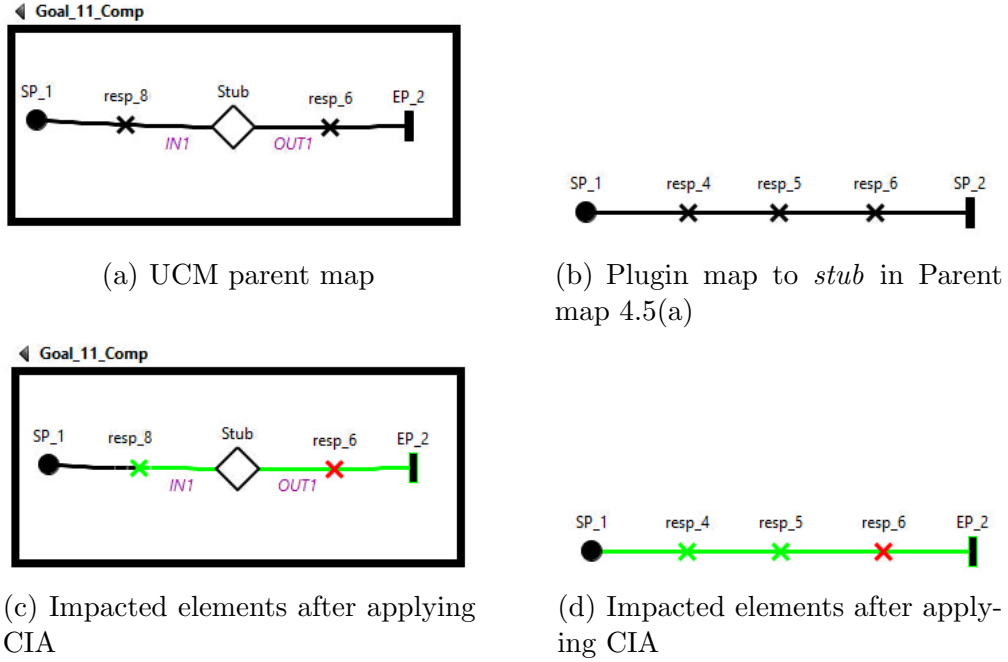 Goal_11_Comp
SP_1
resp_8
Stub
resp_6
EP_2
IN1
OUT1
(a) UCM parent map
SP_1
resp_4
resp_5
resp_6
SP_2
(b) Plugin map to stub in Parent
map 4.5(a)
Goal_11_Comp
SP_1
resp_8
Stub
resp_6
EP_2
IN1
OUT1
(c) Impacted elements after applying
CIA
SP_1
resp_4
resp_5
resp_6
EP_2
(d) Impacted elements after apply-
ing CIA